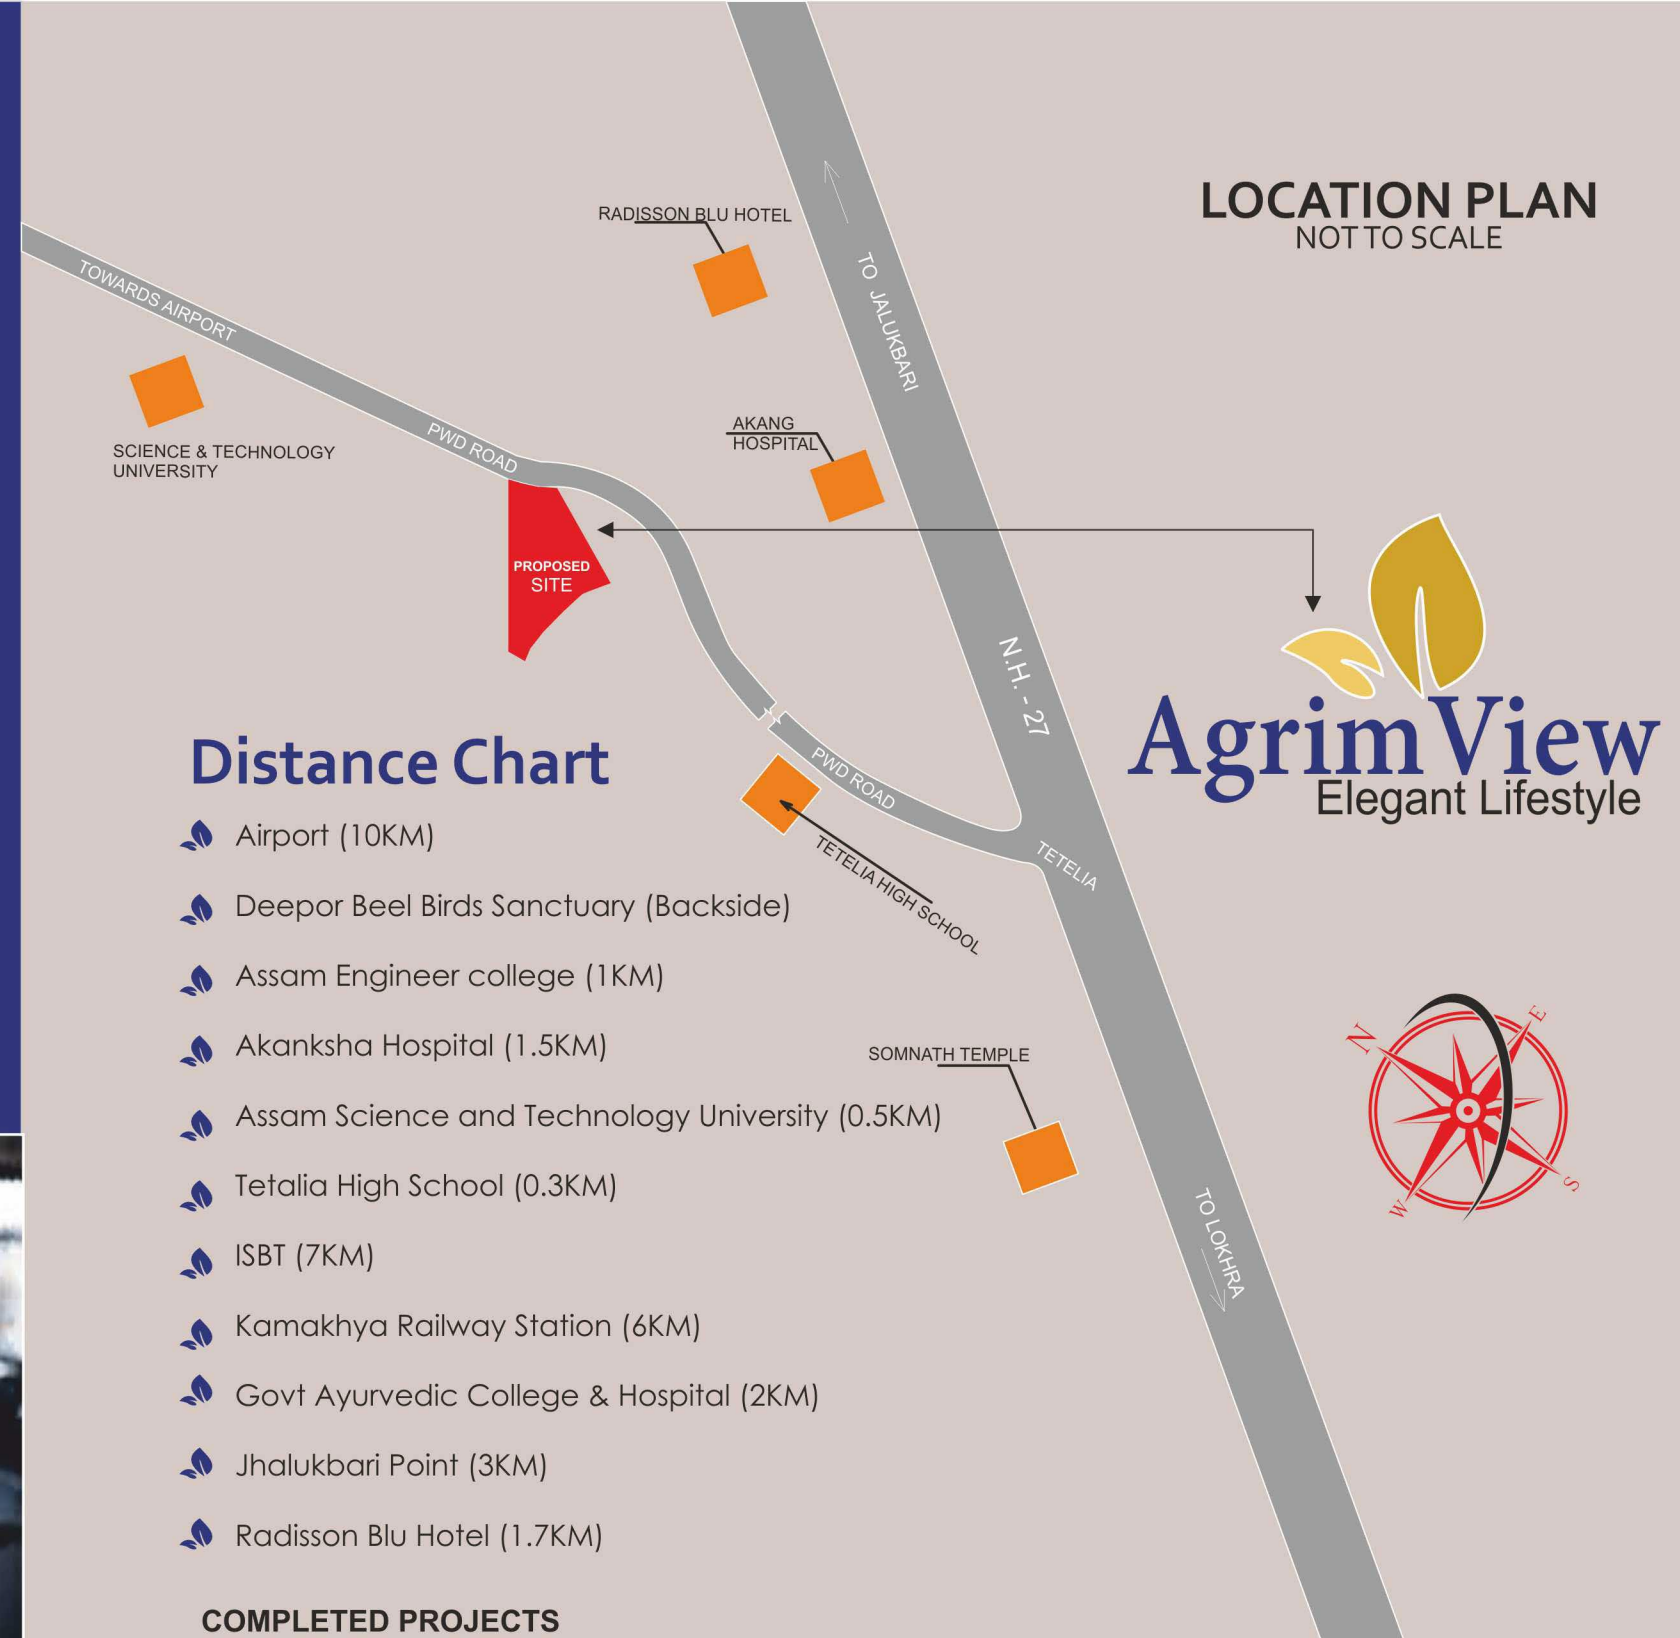 LOCATION PLAN
NOT TO SCALE
RADISSON BLU HOTEL
TO JALUKBARI
TOWARDS AIRPORT
SCIENCE & TECHNOLOGY
UNIVERSITY
PWD ROAD
AKANG
HOSPITAL
PROPOSED
SITE
N.H. - 27
AgrimView
Elegant Lifestyle
PWD ROAD
TETELIA
TETELIA HIGH SCHOOL
SOMNATH TEMPLE
N
E
W
S
TO LOKHRA
Distance Chart
Airport (10KM)
Deepor Beel Birds Sanctuary (Backside)
Assam Engineer college (1KM)
Akanksha Hospital (1.5KM)
Assam Science and Technology University (0.5KM)
Tetalia High School (0.3KM)
ISBT (7KM)
Kamakhya Railway Station (6KM)
Govt Ayurvedic College & Hospital (2KM)
Jhalukbari Point (3KM)
Radisson Blu Hotel (1.7KM)
COMPLETED PROJECTS